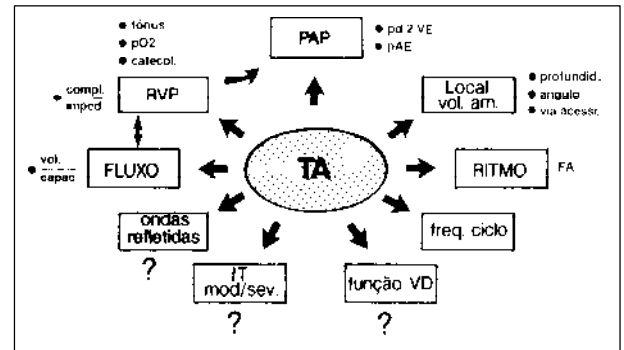 • tônus
• pO2
• catecol.
PAP
• pd 2 VE
• pAE
• compl.
imped
RVP
Local
vol. am.
• profundid.
• angulo
• via acessr.
• vol.
capac
FLUXO
TA
RITMO
FA
ondas
refletidas
?
IT
mod/sev.
?
função VD
?
freq. ciclo